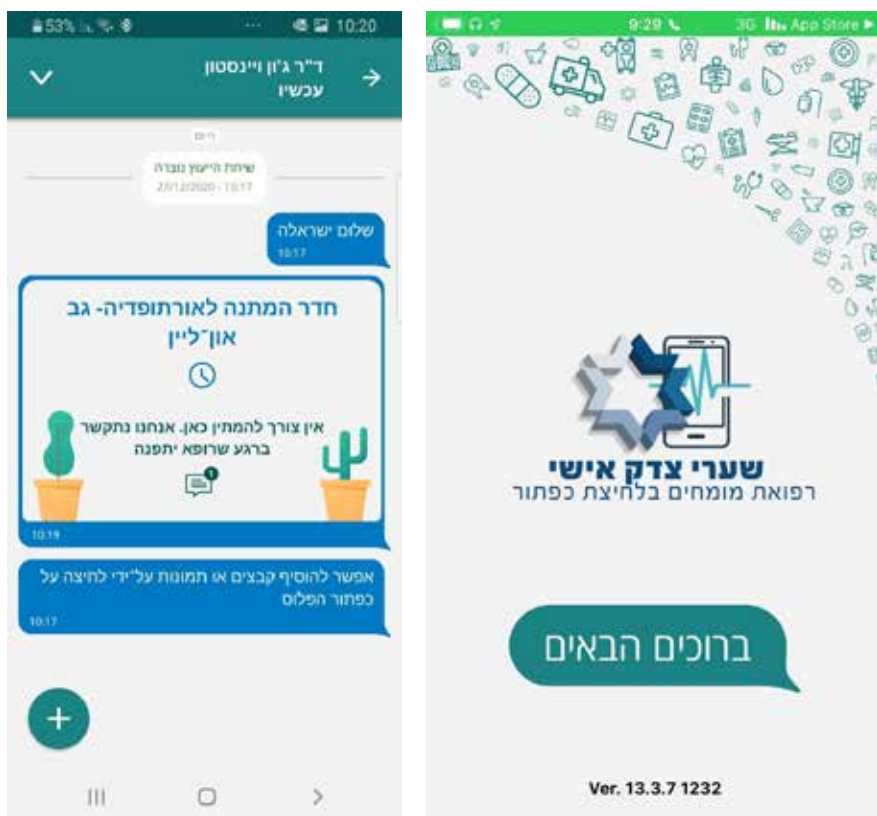 53%
10:20
ד"ר ג'ון ויינסטון
עכשיו
היום
שיחת הייעוץ נוצרה
27/12/2020 - 10:17
שלום ישראלה
10:17
חדר המתנה לאורתופדיה- גב
און־ליין
אין צורך להמתין כאן. אנחנו נתקשר
ברגע שרופא יתפנה
1
10:19
אפשר להוסיף קבצים או תמונות על־ידי לחיצה על
כפתור הפלוס
10:17
9:29
3G
App Store
שערי צדק אישי
רפואת מומחים בלחיצת כפתור
ברוכים הבאים
Ver. 13.3.7 1232